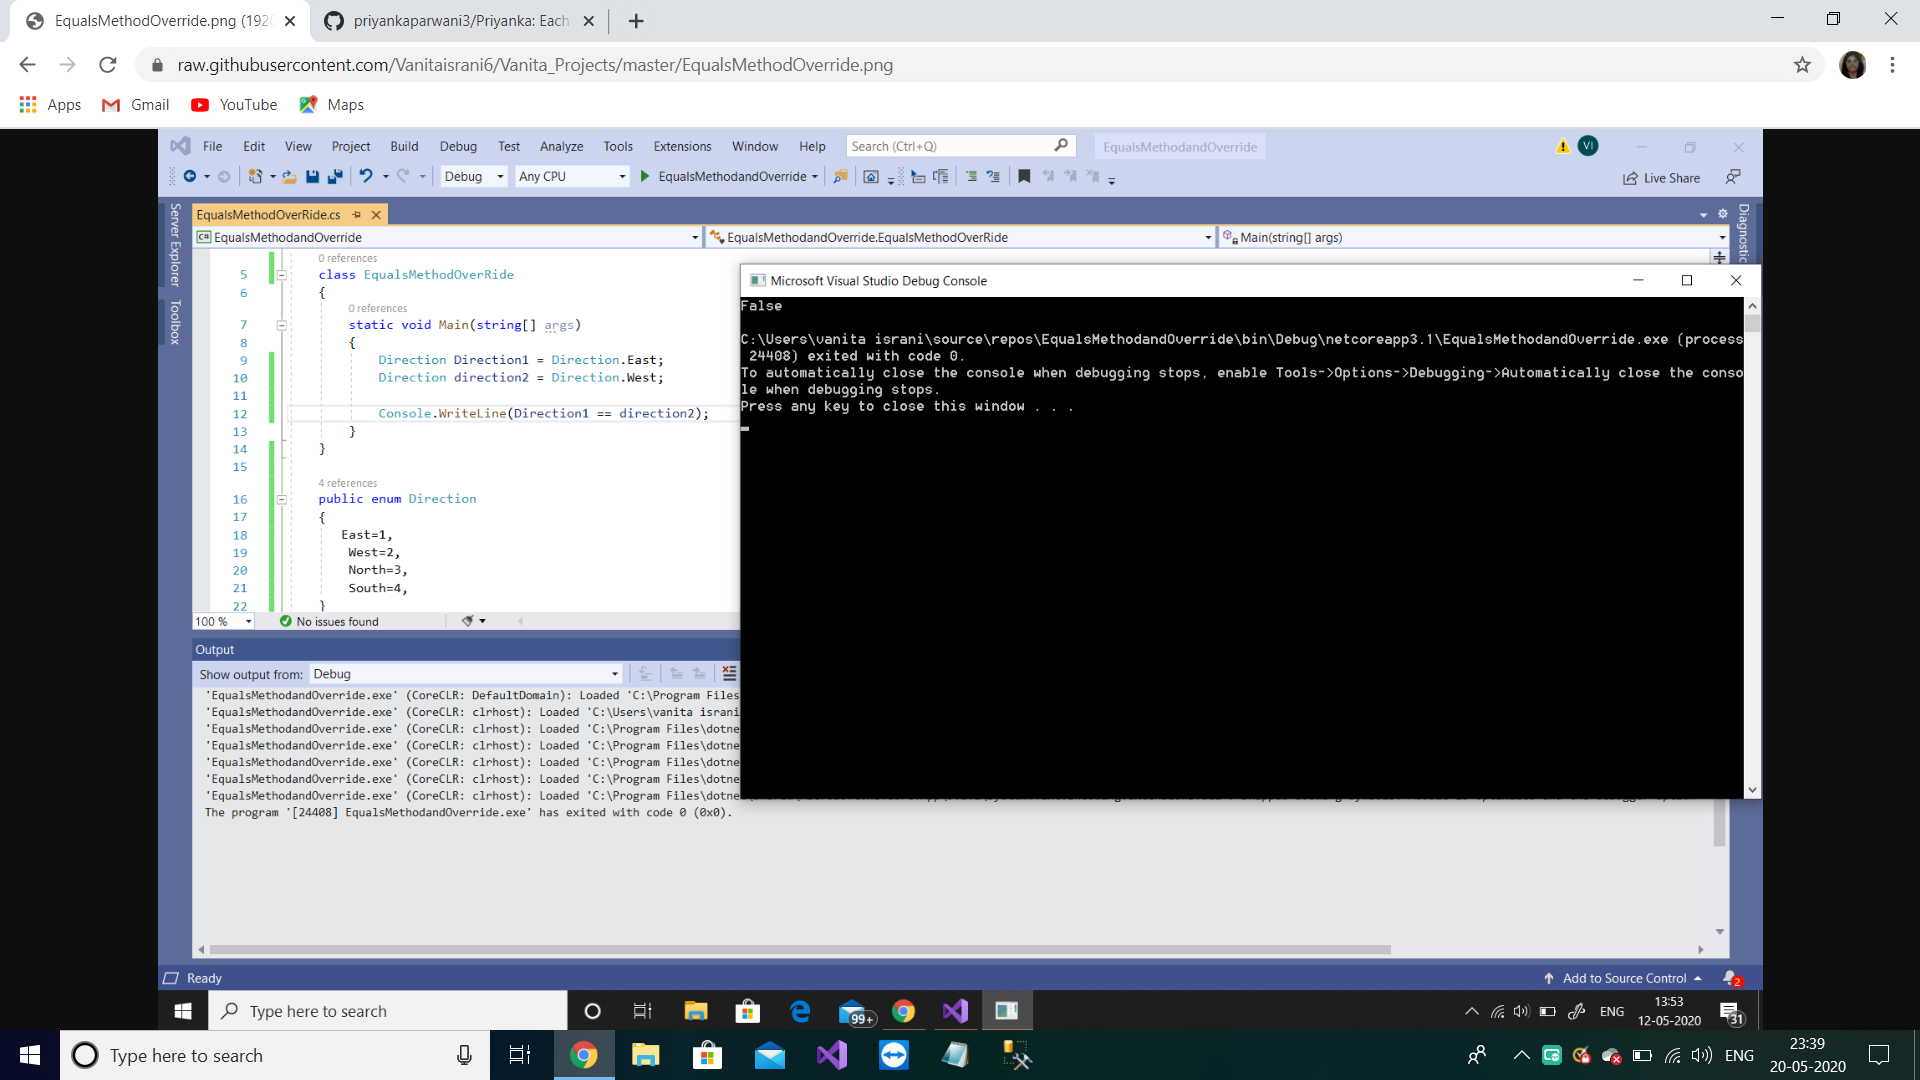 EqualsMethodOverride.png (192
priyankaparwani3/Priyanka: Each
raw.githubusercontent.com/Vanitaisrani6/Vanita_Projects/master/EqualsMethodOverride.png
Apps Gmail YouTube Maps
File Edit View Project Build Debug Test Analyze Tools Extensions Window Help Search (Ctrl+Q) EqualsMethodandOverride VI
Debug Any CPU EqualsMethodandOverride Live Share
Server Explorer
Toolbox
Diagnostic
EqualsMethodOverRide.cs
C# EqualsMethodandOverride EqualsMethodandOverride.EqualsMethodOverRide Main(string[] args)
0 references
5 class EqualsMethodOverRide
6 {
0 references
7 static void Main(string[] args)
8 {
9 Direction Direction1 = Direction.East;
10 Direction direction2 = Direction.West;
11
12 Console.WriteLine(Direction1 == direction2);
13 }
14 }
15
4 references
16 public enum Direction
17 {
18 East=1,
19 West=2,
20 North=3,
21 South=4,
22 }
100 % No issues found
Microsoft Visual Studio Debug Console
False
C:\Users\vanita israni\source\repos\EqualsMethodandOverride\bin\Debug\netcoreapp3.1\EqualsMethodandOverride.exe (process
24408) exited with code 0.
To automatically close the console when debugging stops, enable Tools->Options->Debugging->Automatically close the conso
le when debugging stops.
Press any key to close this window . . .
Output
Show output from: Debug
'EqualsMethodandOverride.exe' (CoreCLR: DefaultDomain): Loaded 'C:\Program Files
'EqualsMethodandOverride.exe' (CoreCLR: clrhost): Loaded 'C:\Users\vanita israni
'EqualsMethodandOverride.exe' (CoreCLR: clrhost): Loaded 'C:\Program Files\dotne
'EqualsMethodandOverride.exe' (CoreCLR: clrhost): Loaded 'C:\Program Files\dotne
'EqualsMethodandOverride.exe' (CoreCLR: clrhost): Loaded 'C:\Program Files\dotne
'EqualsMethodandOverride.exe' (CoreCLR: clrhost): Loaded 'C:\Program Files\dotne
'EqualsMethodandOverride.exe' (CoreCLR: clrhost): Loaded 'C:\Program Files\dotne
The program '[24408] EqualsMethodandOverride.exe' has exited with code 0 (0x0).
Ready Add to Source Control 2
Type here to search 99+ ENG 13:53
12-05-2020 31
Type here to search ENG 23:39
20-05-2020